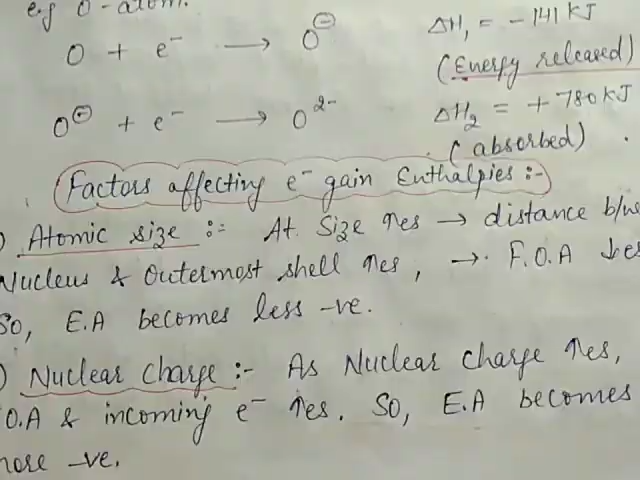 e.g O-atom.
O + e⁻ ⟶ O⊖ ΔH₁ = - 141 KJ
(Energy released)
O⊖ + e⁻ ⟶ O²⁻ ΔH₂ = + 780 KJ
(absorbed)
Factors affecting e⁻ gain Enthalpies :-
) Atomic size :- At. Size ↑es → distance b/w
Nucleus & Outermost shell ↑es, → F.O.A ↓es
So, E.A becomes less -ve.
) Nuclear charge :- As Nuclear charge ↑es,
O.A & incoming e⁻ ↑es. So, E.A becomes
more -ve.